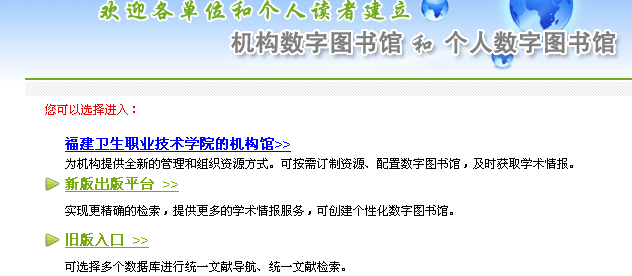 欢迎各单位和个人读者建立
机构数字图书馆 和 个人数字图书馆
您可以选择进入：
福建卫生职业技术学院的机构馆>>
为机构提供全新的管理和组织资源方式。可按需订制资源、配置数字图书馆，及时获取学术情报。
新版出版平台 >>
实现更精确的检索，提供更多的学术情报服务，可创建个性化数字图书馆。
旧版入口 >>
可选择多个数据库进行统一文献导航、统一文献检索。